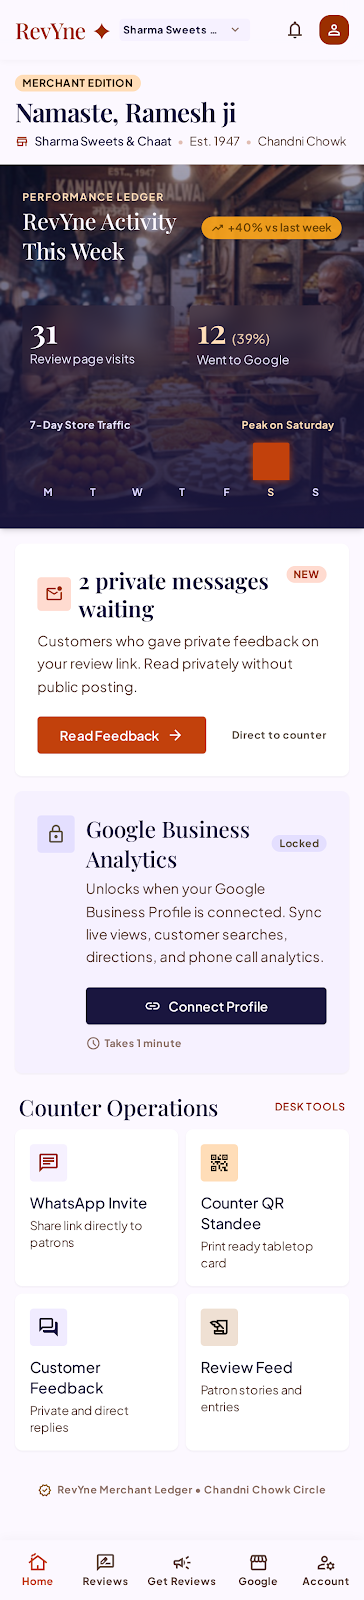 RevYne
Sharma Sweets ...
MERCHANT EDITION
Namaste, Ramesh ji
Sharma Sweets & Chaat • Est. 1947 • Chandni Chowk
EST... 1947
PERFORMANCE LEDGER
RevYne Activity
This Week
+40% vs last week
31
Review page visits
12 (39%)
Went to Google
7-Day Store Traffic
Peak on Saturday
M T W T F S S
2 private messages
waiting
NEW
Customers who gave private feedback on
your review link. Read privately without
public posting.
Read Feedback
Direct to counter
Google Business
Analytics
Locked
Unlocks when your Google
Business Profile is connected. Sync
live views, customer searches,
directions, and phone call analytics.
Connect Profile
Takes 1 minute
Counter Operations
DESK TOOLS
WhatsApp Invite
Share link directly to
patrons
Counter QR
Standee
Print ready tabletop
card
Customer
Feedback
Private and direct
replies
Review Feed
Patron stories and
entries
RevYne Merchant Ledger • Chandni Chowk Circle
Home
Reviews
Get Reviews
Google
Account